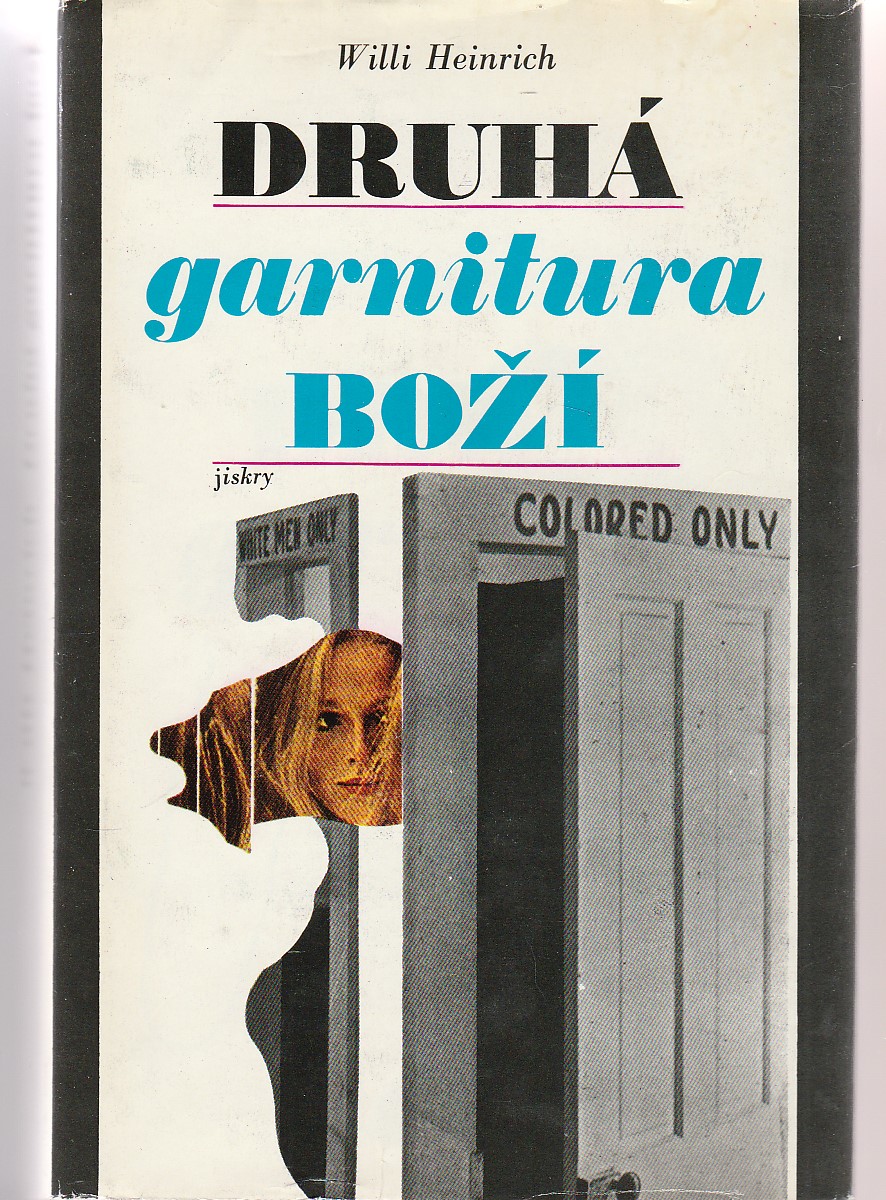 Willi Heinrich
DRUHÁ
garnitura
BOŽÍ
jiskry
WHITE MEN ONLY
COLORED ONLY